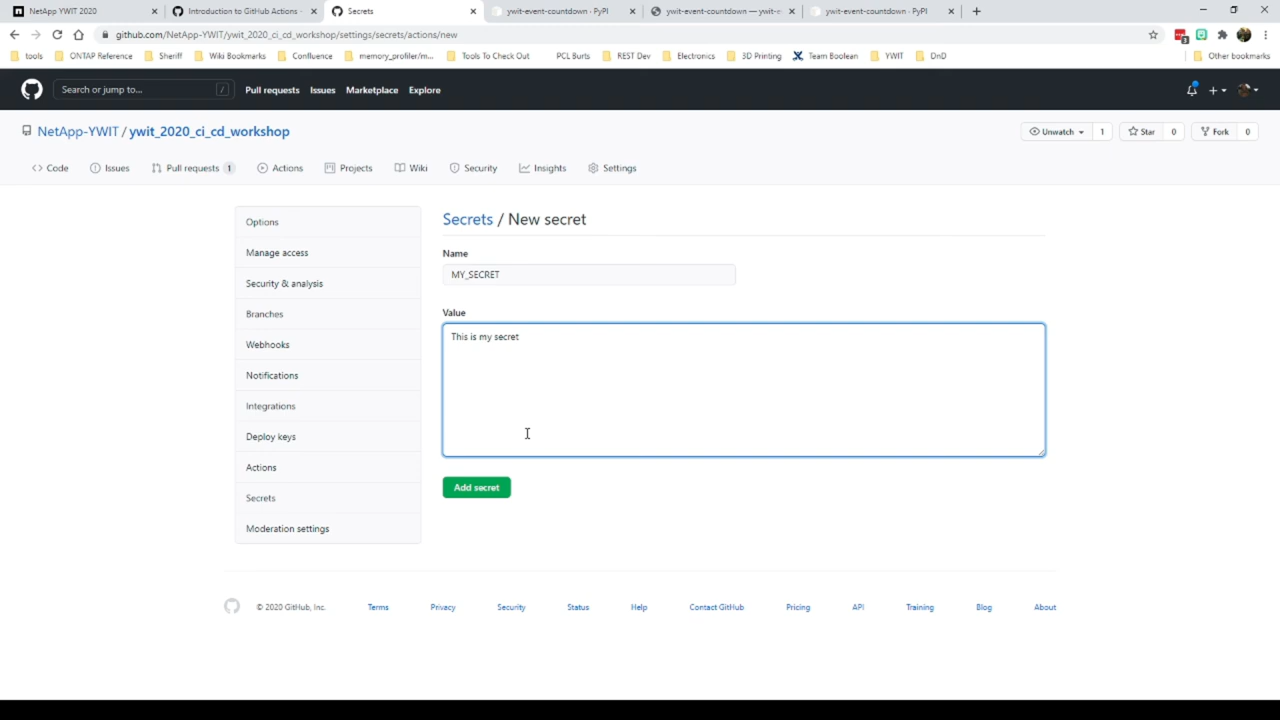 NetApp YWIT 2020
Introduction to GitHub Actions -
Secrets
ywit-event-countdown · PyPI
ywit-event-countdown — ywit-e
ywit-event-countdown · PyPI
github.com/NetApp-YWIT/ywit_2020_ci_cd_workshop/settings/secrets/actions/new
tools ONTAP Reference Sheriff Wiki Bookmarks Confluence memory_profiler/m... Tools To Check Out PCL Burts REST Dev Electronics 3D Printing Team Boolean YWIT DnD Other bookmarks
Search or jump to... / Pull requests Issues Marketplace Explore
NetApp-YWIT / ywit_2020_ci_cd_workshop Unwatch 1 Star 0 Fork 0
Code Issues Pull requests 1 Actions Projects Wiki Security Insights Settings
Options
Manage access
Security & analysis
Branches
Webhooks
Notifications
Integrations
Deploy keys
Actions
Secrets
Moderation settings
Secrets / New secret
Name
MY_SECRET
Value
This is my secret
Add secret
© 2020 GitHub, Inc. Terms Privacy Security Status Help Contact GitHub Pricing API Training Blog About